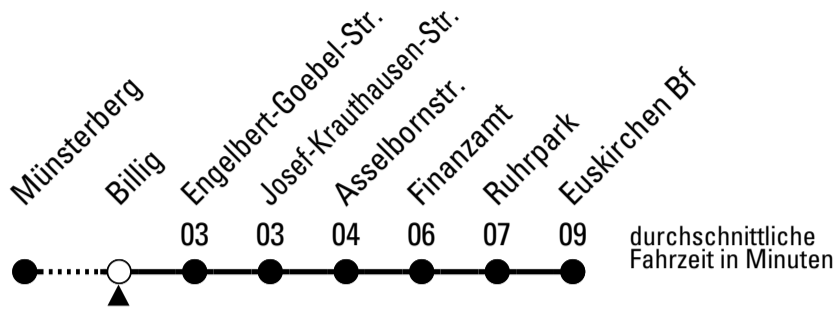 Münsterberg
Billig
Engelbert-Goebel-Str.
Josef-Krauthausen-Str.
Asselbornstr.
Finanzamt
Ruhrpark
Euskirchen Bf
03 03 04 06 07 09
durchschnittliche
Fahrzeit in Minuten